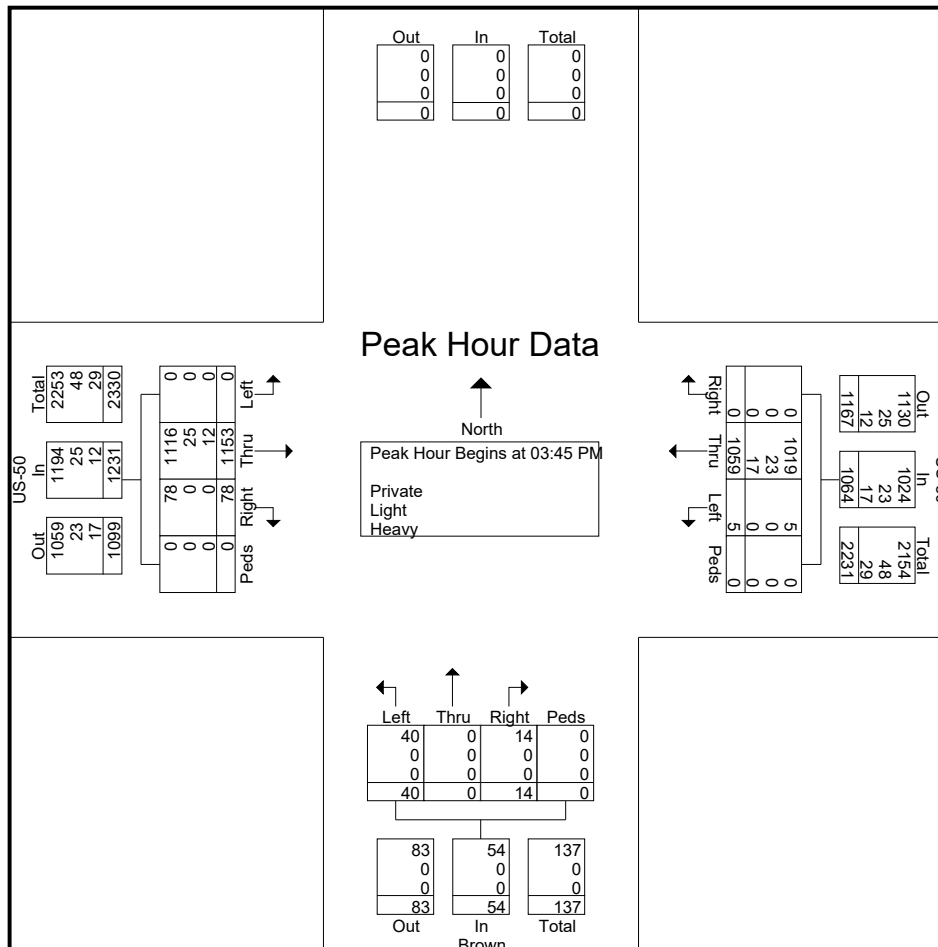 Out In Total
0 0 0
0 0 0
0 0 0
0 0 0
Peak Hour Data
North
Peak Hour Begins at 03:45 PM
Private
Light
Heavy
US-50
Total In Out
2253 1194 1059
48 25 23
29 12 17
2330 1231 1099
Left Thru Right Peds
0 1116 78 0
0 25 0 0
0 12 0 0
0 1153 78 0
Right Thru Left Peds
0 1019 5 0
0 23 0 0
0 17 0 0
0 1059 5 0
Out In Total
1130 1024 2154
25 23 48
12 17 29
1167 1064 2231
Left Thru Right Peds
40 0 14 0
0 0 0 0
0 0 0 0
40 0 14 0
83 54 137
0 0 0
0 0 0
83 54 137
Out In Total
Brown